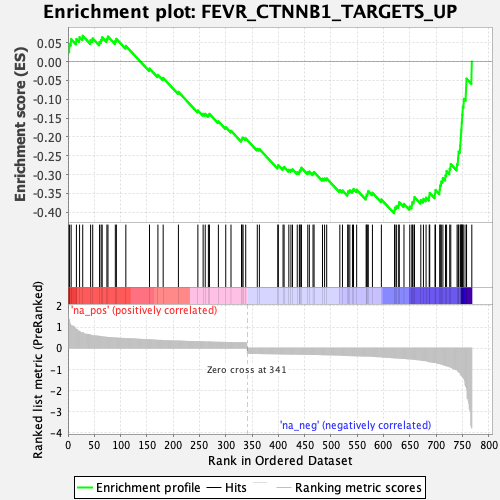 Enrichment plot: FEVR_CTNNB1_TARGETS_UP
Enrichment score (ES)
0.05
0.00
-0.05
-0.10
-0.15
-0.20
-0.25
-0.30
-0.35
-0.40
Ranked list metric (PreRanked)
2
1
0
-1
-2
-3
-4
'na_pos' (positively correlated)
Zero cross at 341
'na_neg' (negatively correlated)
0 50 100 150 200 250 300 350 400 450 500 550 600 650 700 750 800
Rank in Ordered Dataset
Enrichment profile Hits Ranking metric scores